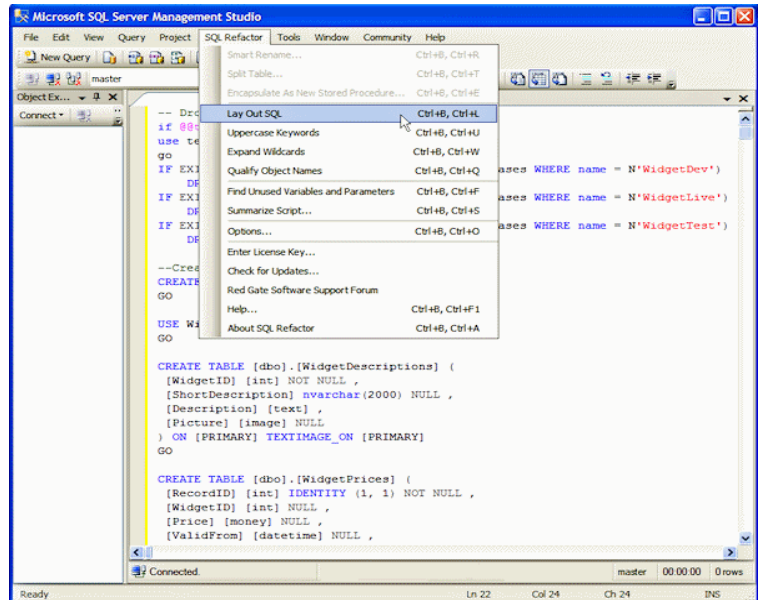 Microsoft SQL Server Management Studio
File Edit View Query Project SQL Refactor Tools Window Community Help
New Query
master
Object Ex...
Connect
Smart Rename... Ctrl+B, Ctrl+R
Split Table... Ctrl+B, Ctrl+T
Encapsulate As New Stored Procedure... Ctrl+B, Ctrl+E
Lay Out SQL Ctrl+B, Ctrl+L
Uppercase Keywords Ctrl+B, Ctrl+U
Expand Wildcards Ctrl+B, Ctrl+W
Qualify Object Names Ctrl+B, Ctrl+Q
Find Unused Variables and Parameters Ctrl+B, Ctrl+F
Summarize Script... Ctrl+B, Ctrl+S
Options... Ctrl+B, Ctrl+O
Enter License Key...
Check for Updates...
Red Gate Software Support Forum
Help... Ctrl+B, Ctrl+F1
About SQL Refactor Ctrl+B, Ctrl+A
-- Dro
if @@t
use te
go
IF EXI ases WHERE name = N'WidgetDev')
DR
IF EXI ases WHERE name = N'WidgetLive')
DR
IF EXI ases WHERE name = N'WidgetTest')
DR
--Crea
CREATE
GO
USE Wi
GO
CREATE TABLE [dbo].[WidgetDescriptions] (
[WidgetID] [int] NOT NULL ,
[ShortDescription] nvarchar(2000) NULL ,
[Description] [text] ,
[Picture] [image] NULL
) ON [PRIMARY] TEXTIMAGE_ON [PRIMARY]
GO
CREATE TABLE [dbo].[WidgetPrices] (
[RecordID] [int] IDENTITY (1, 1) NOT NULL ,
[WidgetID] [int] NULL ,
[Price] [money] NULL ,
[ValidFrom] [datetime] NULL ,
Connected. master 00:00:00 0 rows
Ready Ln 22 Col 24 Ch 24 INS